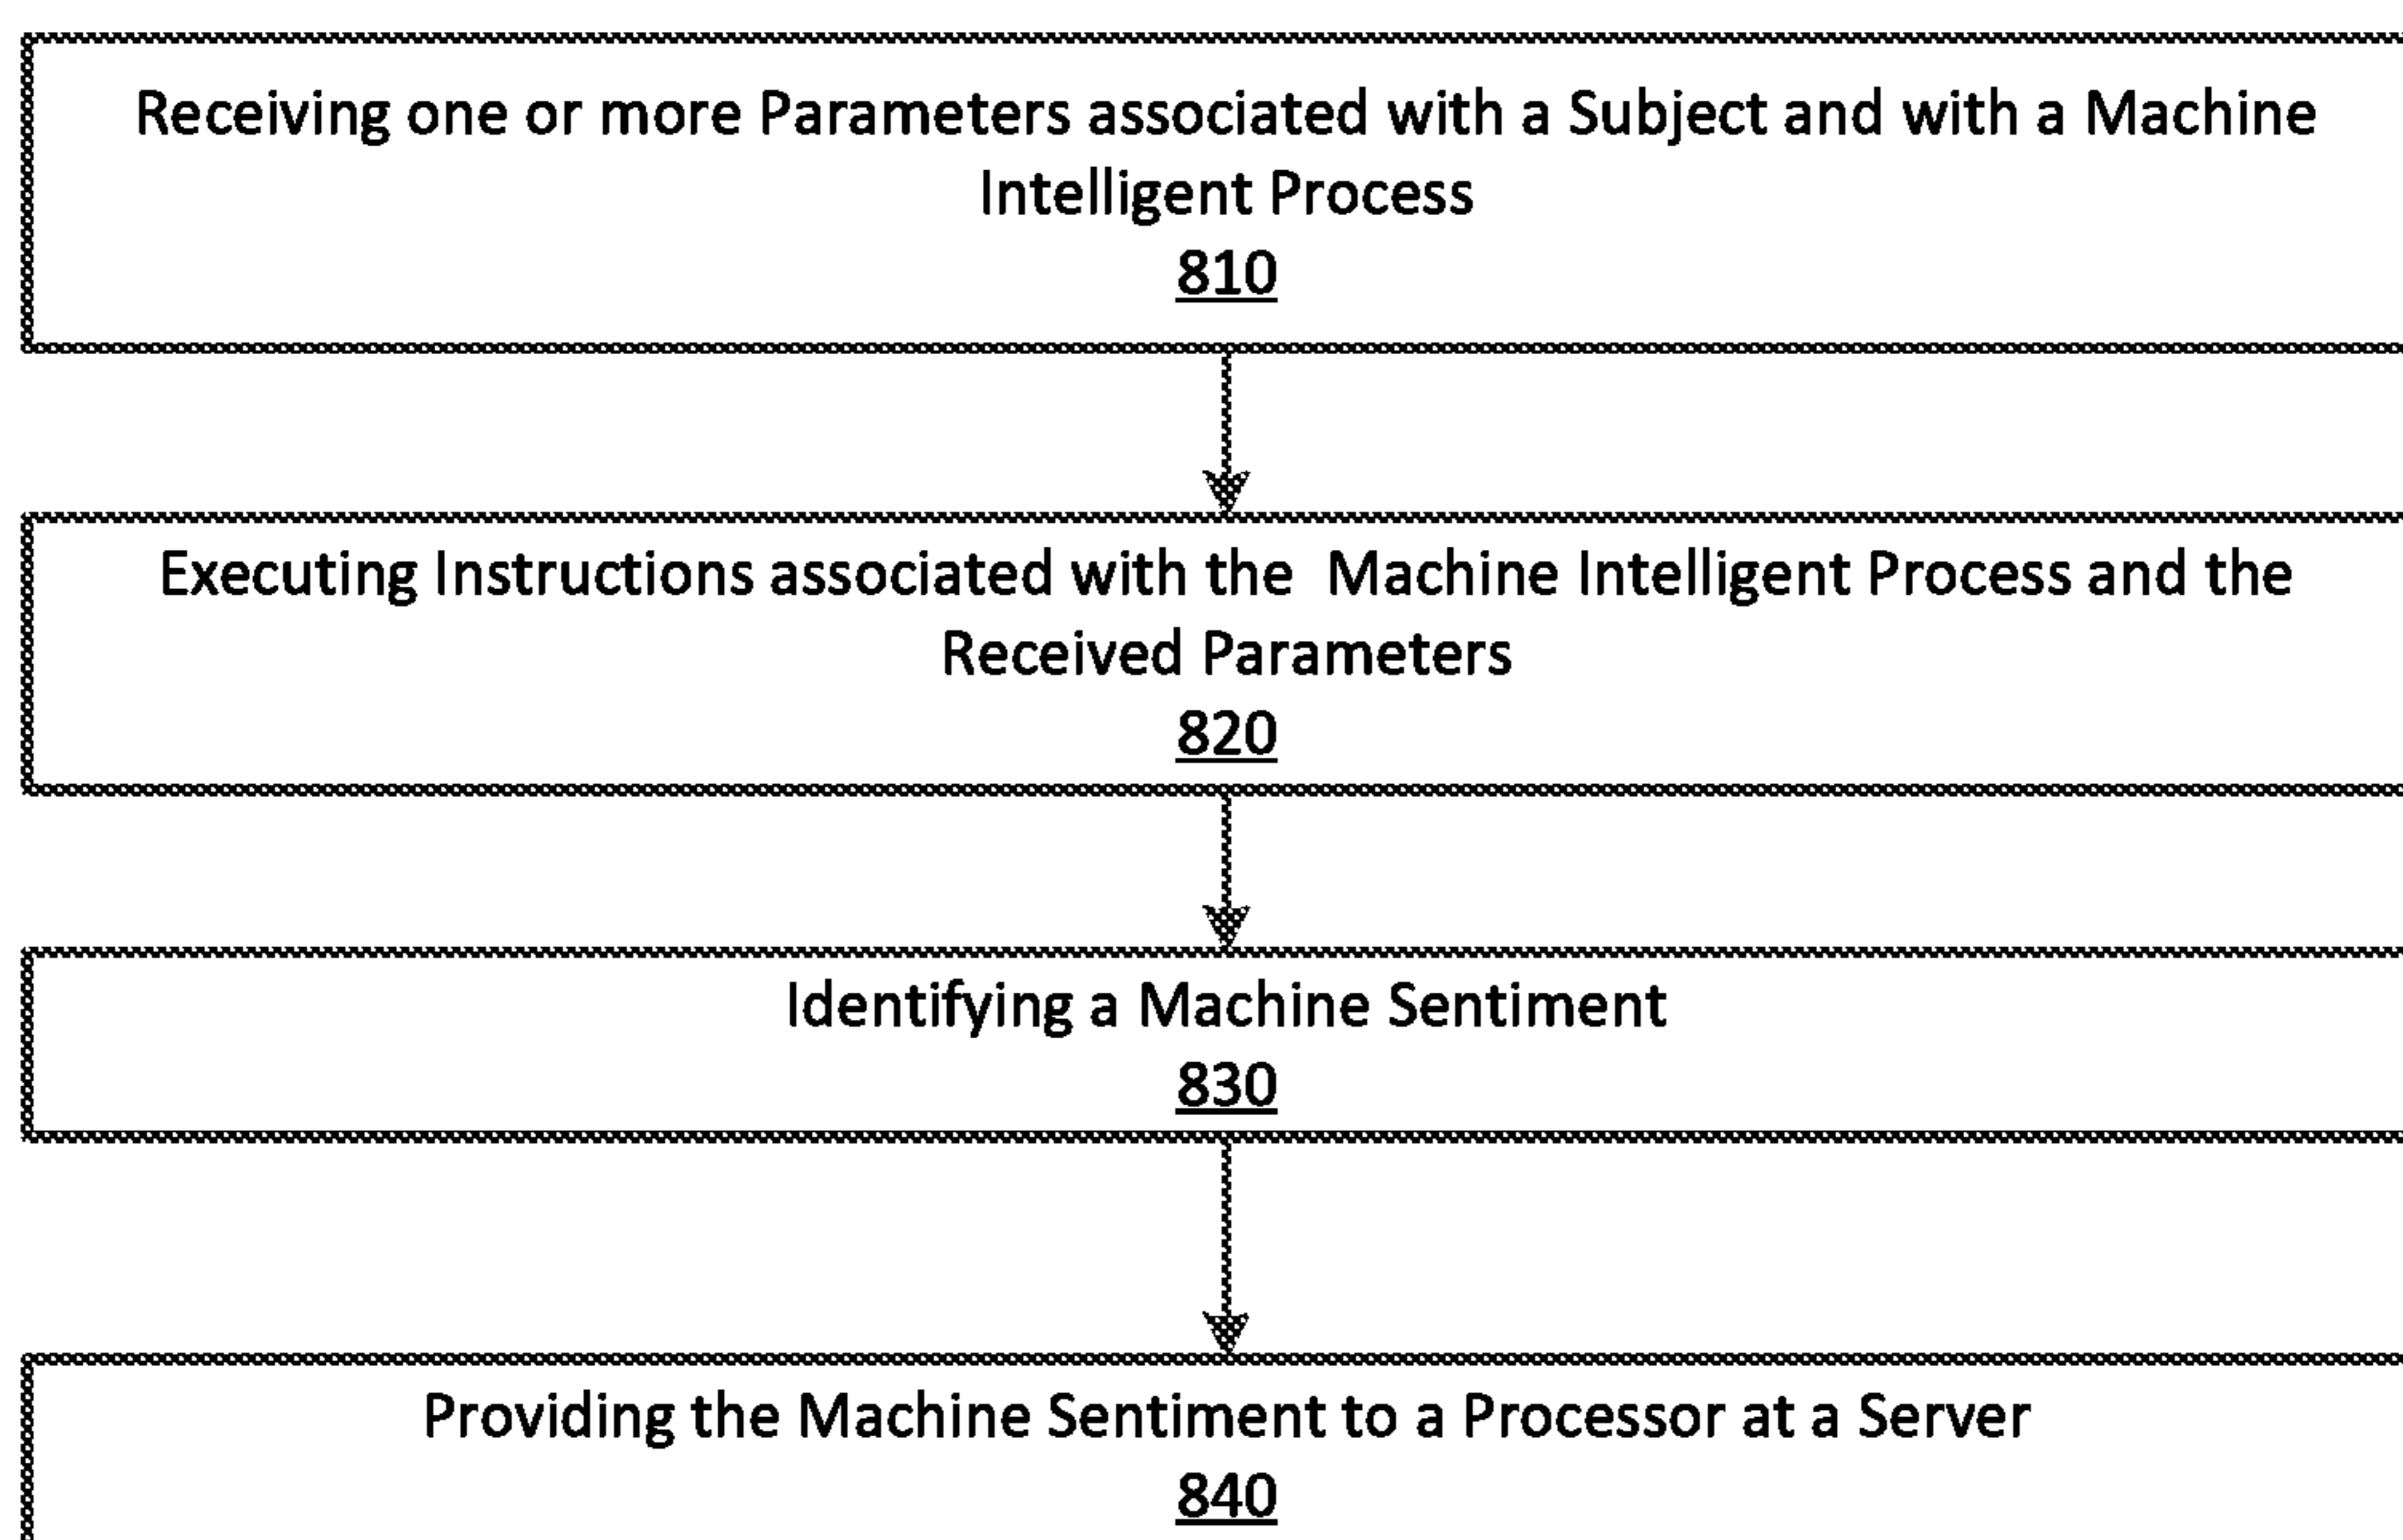 Receiving one or more Parameters associated with a Subject and with a Machine
Intelligent Process
810
Executing Instructions associated with the  Machine Intelligent Process and the
Received Parameters
820
Identifying a Machine Sentiment
830
Providing the Machine Sentiment to a Processor at a Server
840